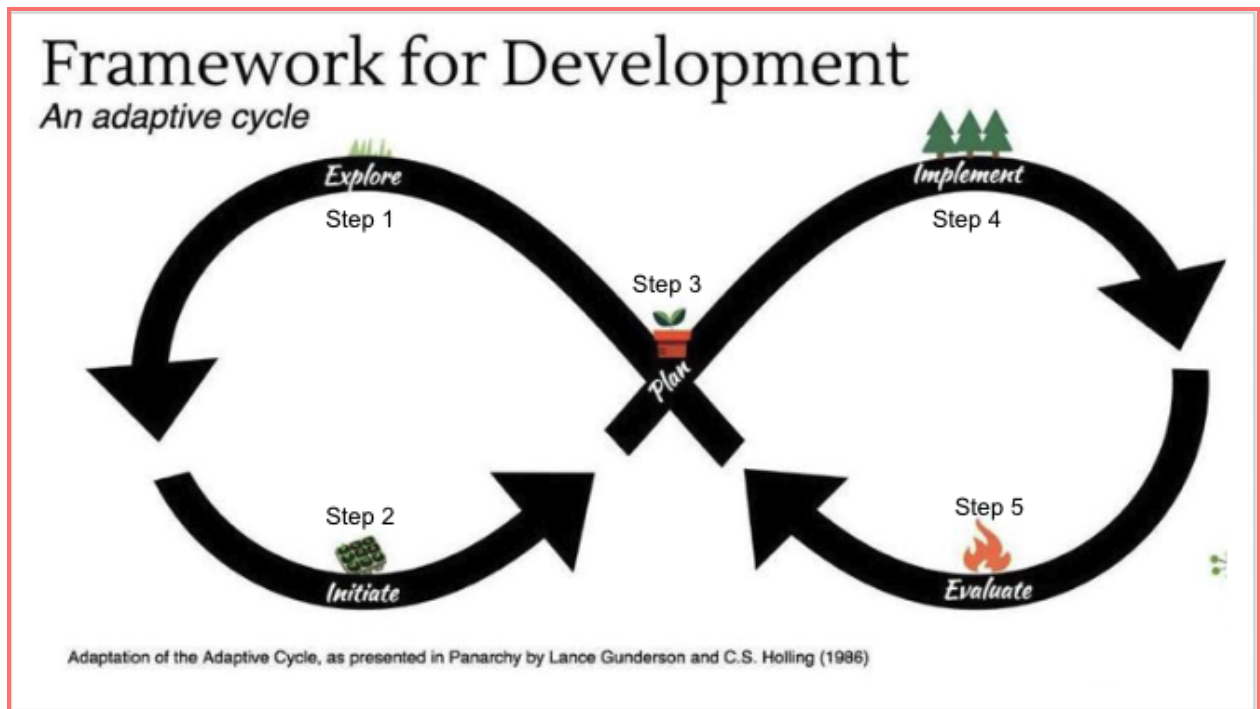 Framework for Development
An adaptive cycle
Explore
Step 1
Implement
Step 4
Step 3
Plan
Step 2
Initiate
Step 5
Evaluate
Adaptation of the Adaptive Cycle, as presented in Panarchy by Lance Gunderson and C.S. Holling (1986)